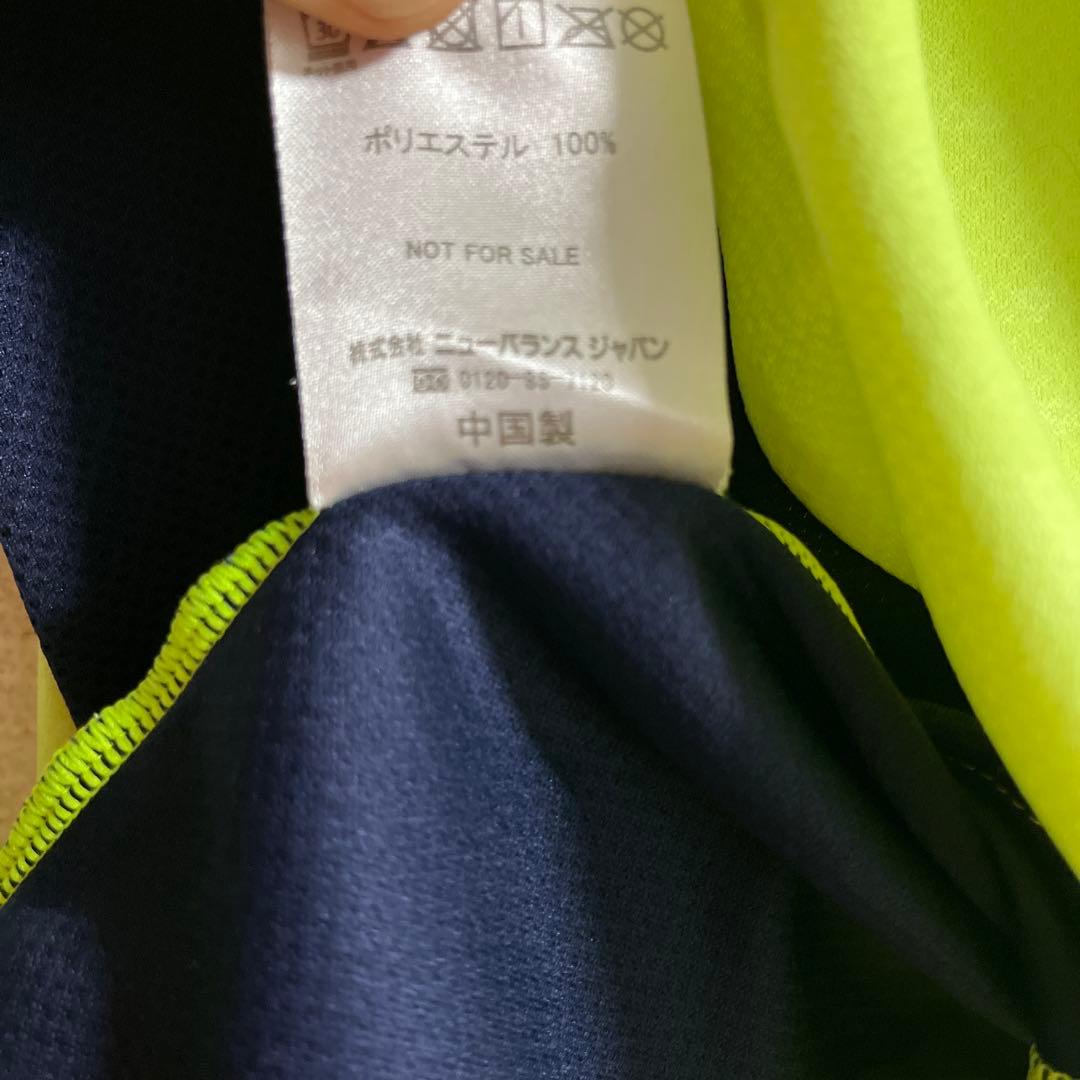 30
ポリエステル 100%
NOT FOR SALE
株式会社 ニューバランス ジャパン
中国製